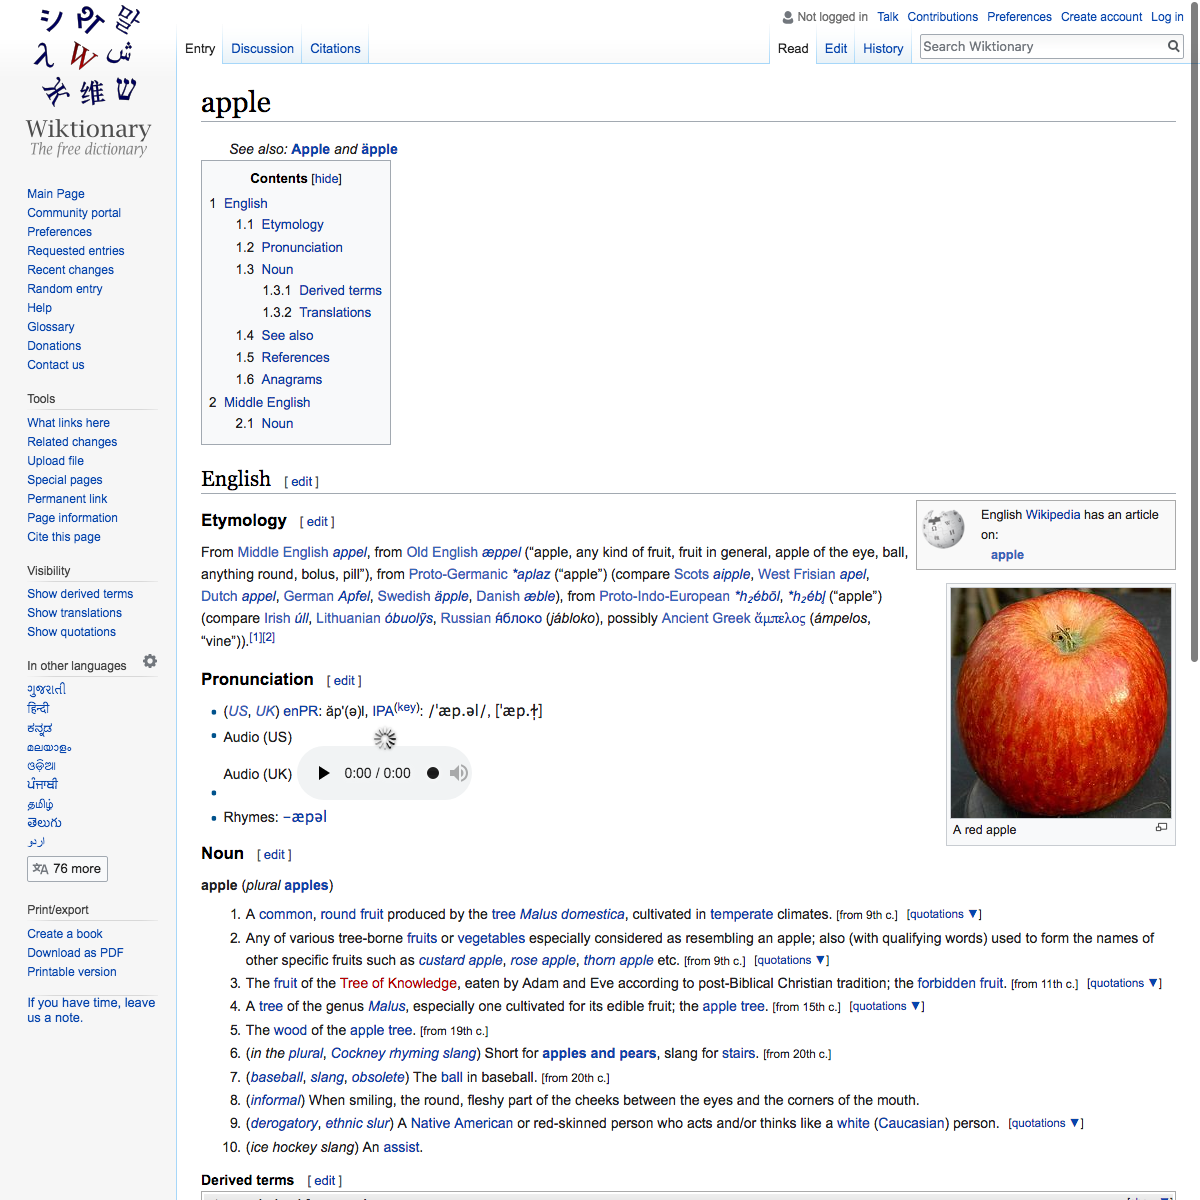 Not logged in Talk Contributions Preferences Create account Log in
Entry Discussion Citations Read Edit History Search Wiktionary
Wiktionary
The free dictionary
Main Page
Community portal
Preferences
Requested entries
Recent changes
Random entry
Help
Glossary
Donations
Contact us
Tools
What links here
Related changes
Upload file
Special pages
Permanent link
Page information
Cite this page
Visibility
Show derived terms
Show translations
Show quotations
In other languages
ગુજરાતી
हिन्दी
ಕನ್ನಡ
മലയാളം
ଓଡ଼ିଆ
ਪੰਜਾਬੀ
தமிழ்
తెలుగు
اردو
76 more
Print/export
Create a book
Download as PDF
Printable version
If you have time, leave
us a note.
apple
See also: Apple and äpple
Contents [hide]
1 English
1.1 Etymology
1.2 Pronunciation
1.3 Noun
1.3.1 Derived terms
1.3.2 Translations
1.4 See also
1.5 References
1.6 Anagrams
2 Middle English
2.1 Noun
English [ edit ]
English Wikipedia has an article
on:
apple
A red apple
Etymology [ edit ]
From Middle English appel, from Old English æppel (“apple, any kind of fruit, fruit in general, apple of the eye, ball,
anything round, bolus, pill”), from Proto-Germanic *aplaz (“apple”) (compare Scots aipple, West Frisian apel,
Dutch appel, German Apfel, Swedish äpple, Danish æble), from Proto-Indo-European *h₂ébōl, *h₂ébl̥ (“apple”)
(compare Irish úll, Lithuanian óbuolỹs, Russian я́блоко (jábloko), possibly Ancient Greek ἄμπελος (ámpelos,
“vine”)).[1][2]
Pronunciation [ edit ]
(US, UK) enPR: ăp'(ə)l, IPA(key): /ˈæp.əl/, [ˈæp.ɫ̩]
Audio (US)
Audio (UK) 0:00 / 0:00
Rhymes: -æpəl
Noun [ edit ]
apple (plural apples)
1. A common, round fruit produced by the tree Malus domestica, cultivated in temperate climates. [from 9th c.] [quotations ▼]
2. Any of various tree-borne fruits or vegetables especially considered as resembling an apple; also (with qualifying words) used to form the names of
other specific fruits such as custard apple, rose apple, thorn apple etc. [from 9th c.] [quotations ▼]
3. The fruit of the Tree of Knowledge, eaten by Adam and Eve according to post-Biblical Christian tradition; the forbidden fruit. [from 11th c.] [quotations ▼]
4. A tree of the genus Malus, especially one cultivated for its edible fruit; the apple tree. [from 15th c.] [quotations ▼]
5. The wood of the apple tree. [from 19th c.]
6. (in the plural, Cockney rhyming slang) Short for apples and pears, slang for stairs. [from 20th c.]
7. (baseball, slang, obsolete) The ball in baseball. [from 20th c.]
8. (informal) When smiling, the round, fleshy part of the cheeks between the eyes and the corners of the mouth.
9. (derogatory, ethnic slur) A Native American or red-skinned person who acts and/or thinks like a white (Caucasian) person. [quotations ▼]
10. (ice hockey slang) An assist.
Derived terms [ edit ]